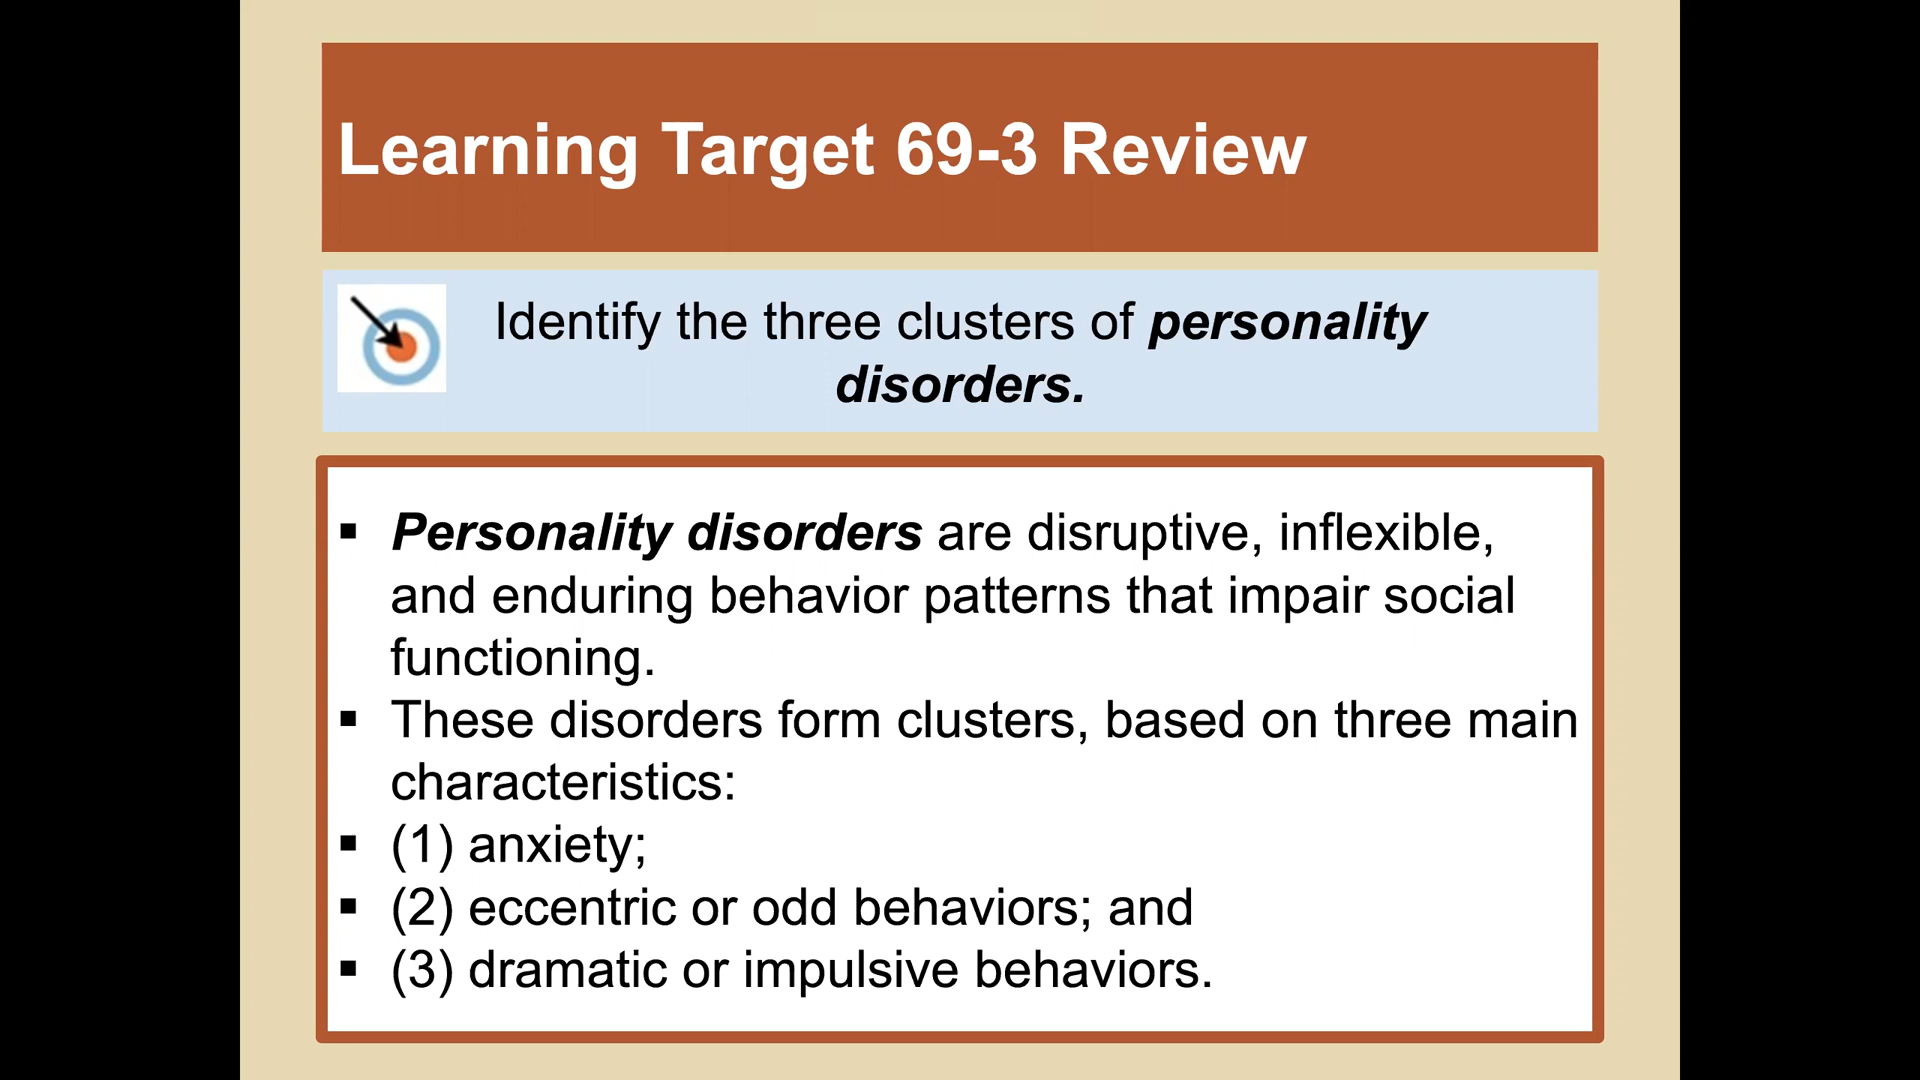 Learning Target 69-3 Review
Identify the three clusters of personality
disorders.
▪ Personality disorders are disruptive, inflexible,
and enduring behavior patterns that impair social
functioning.
▪ These disorders form clusters, based on three main
characteristics:
▪ (1) anxiety;
▪ (2) eccentric or odd behaviors; and
▪ (3) dramatic or impulsive behaviors.